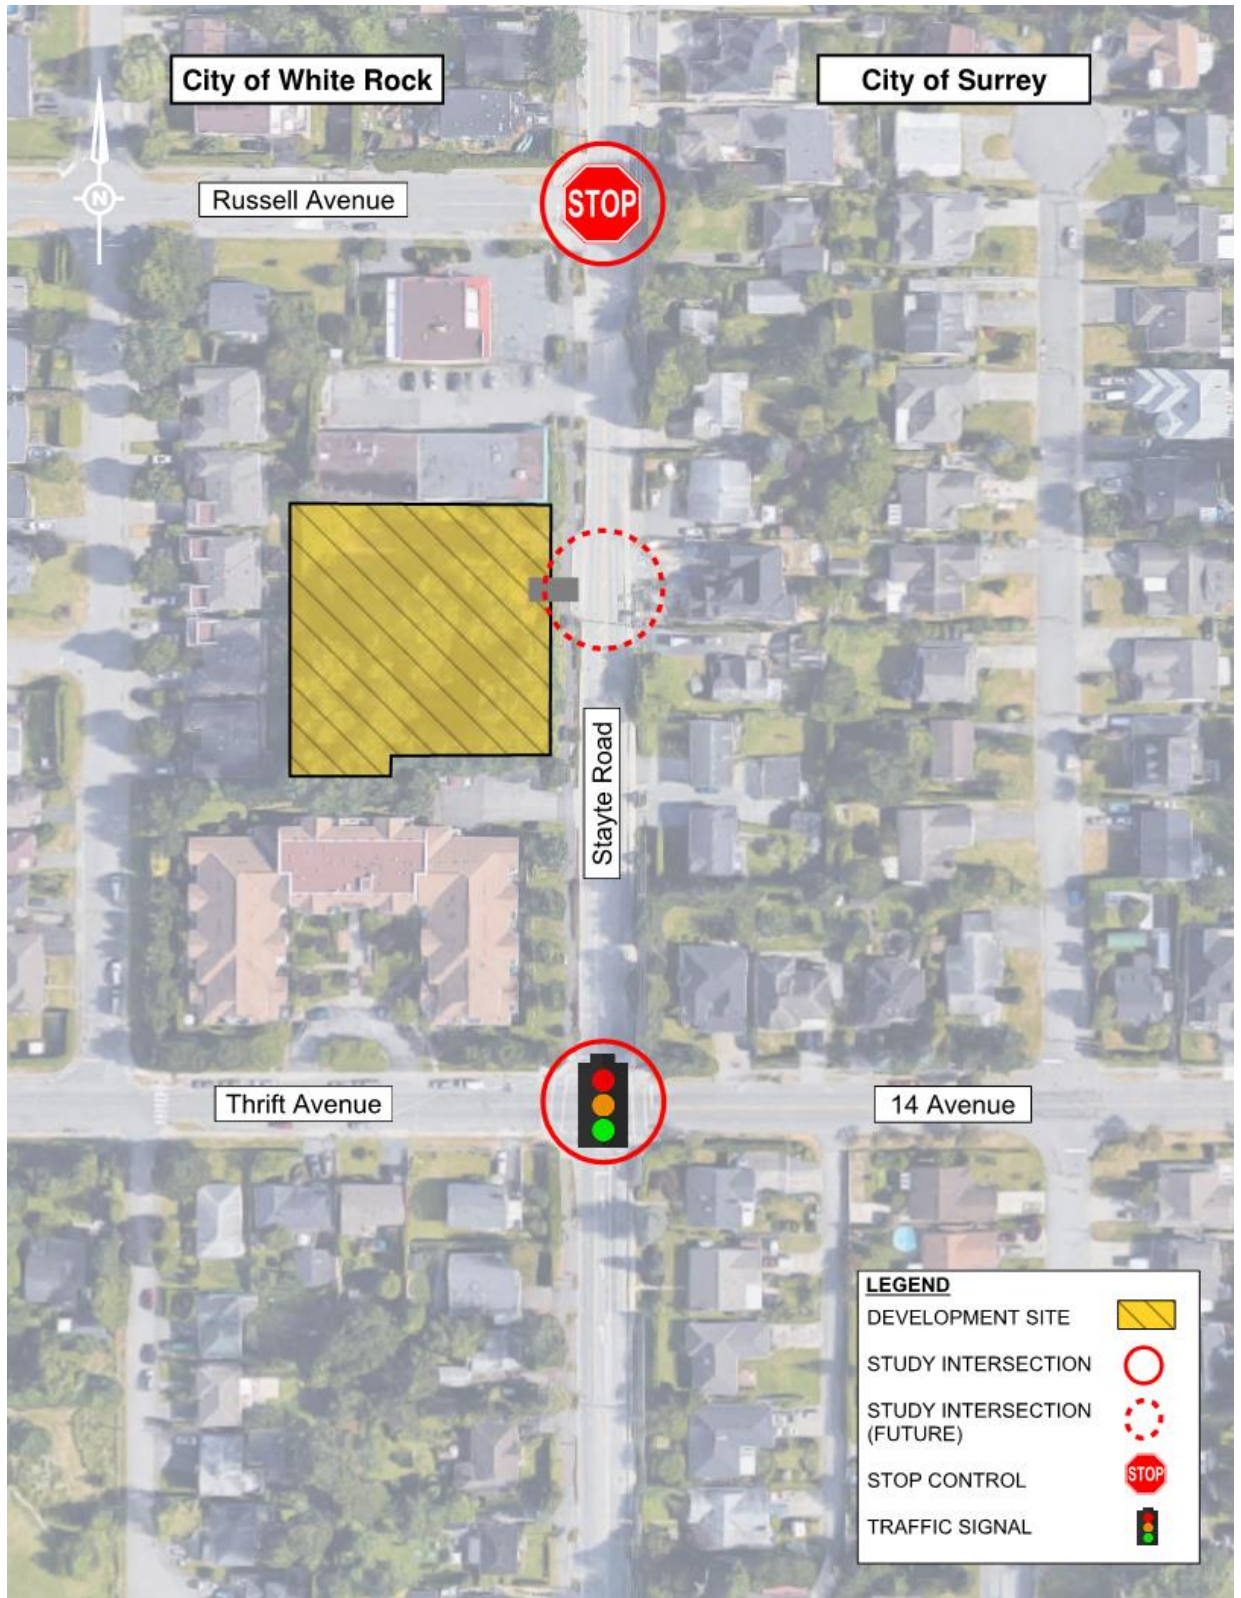 City of White Rock
City of Surrey
N
Russell Avenue
STOP
Stayte Road
Thrift Avenue
14 Avenue
LEGEND
DEVELOPMENT SITE
STUDY INTERSECTION
STUDY INTERSECTION
(FUTURE)
STOP CONTROL
STOP
TRAFFIC SIGNAL